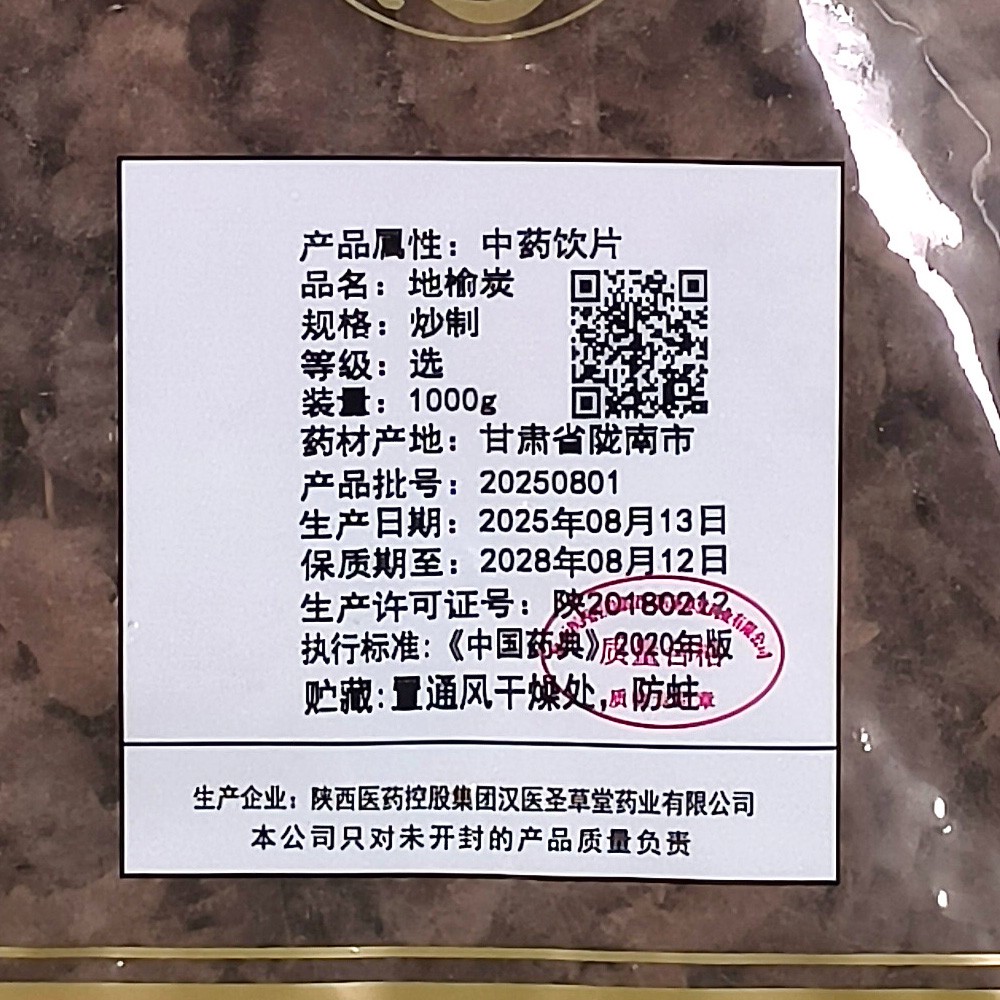 产品属性：中药饮片
品名：地榆炭
规格：炒制
等级：选
装量：1000g
药材产地：甘肃省陇南市
产品批号：20250801
生产日期：2025年08月13日
保质期至：2028年08月12日
生产许可证号：陕20180212
执行标准:《中国药典》2020年版
贮藏:置通风干燥处，防蛀
质量合格
生产企业：陕西医药控股集团汉医圣草堂药业有限公司
本公司只对未开封的产品质量负责